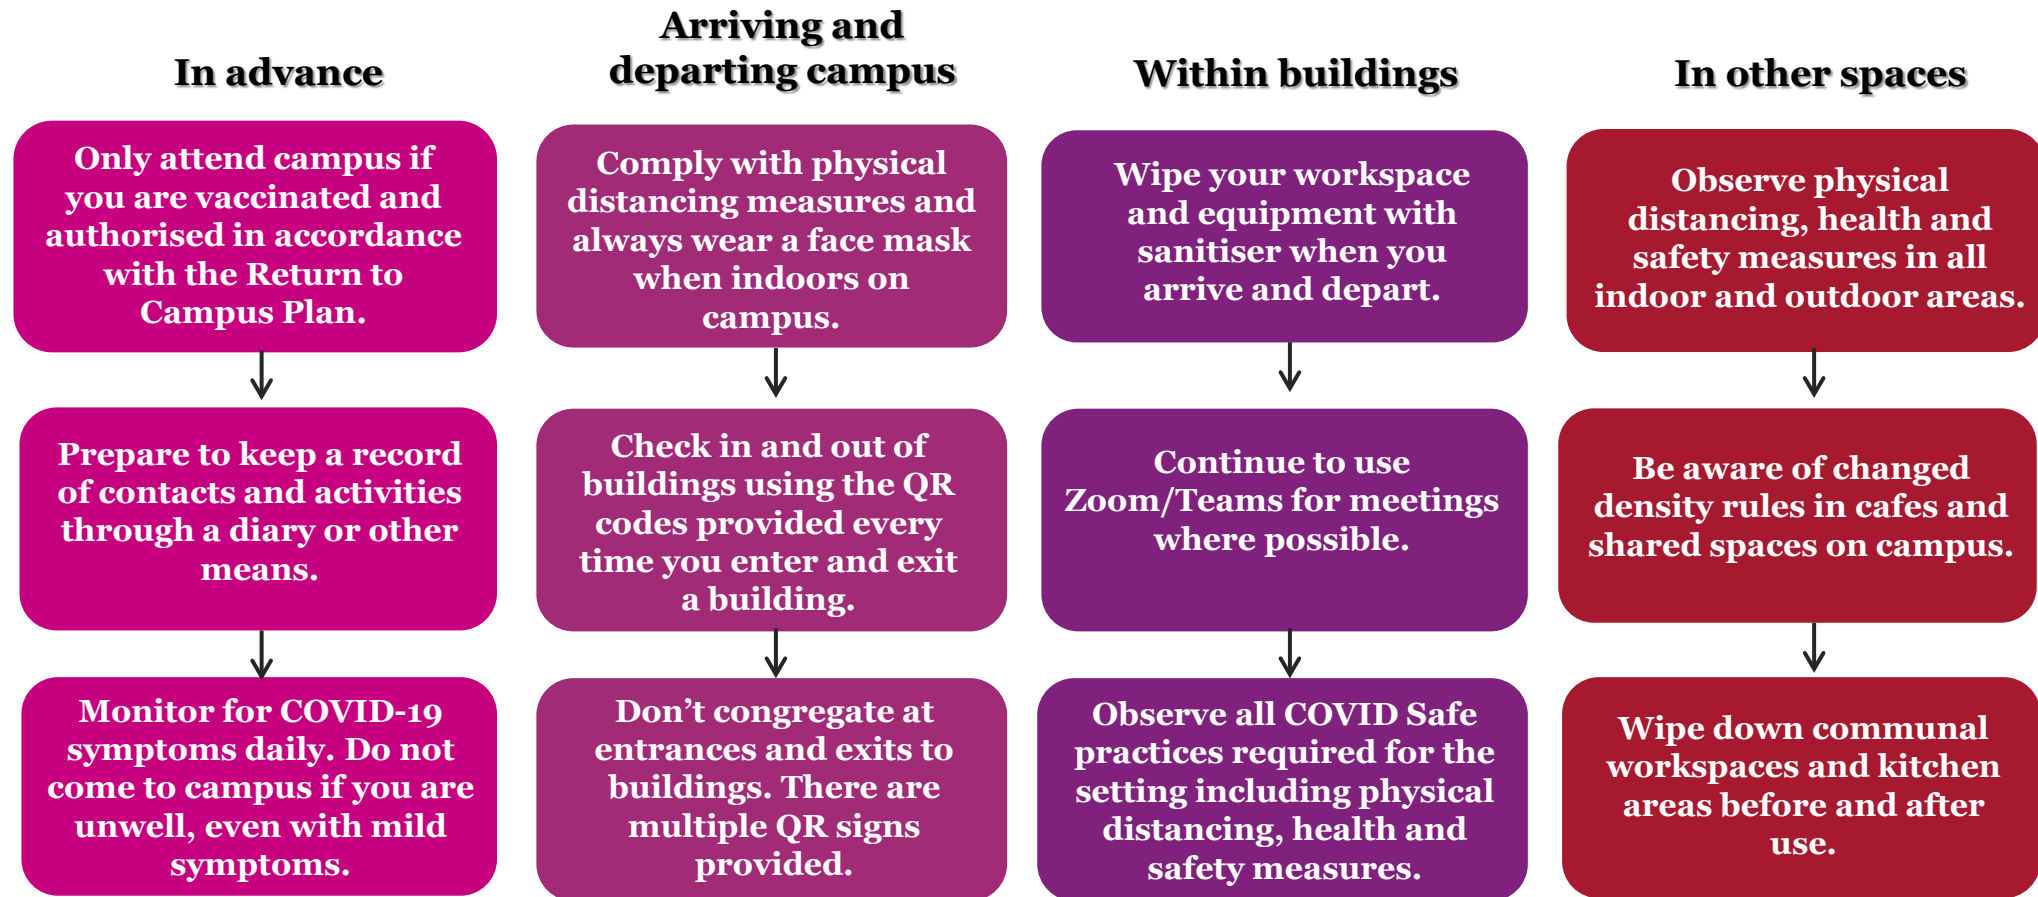 In advance
Only attend campus if
you are vaccinated and
authorised in accordance
with the Return to
Campus Plan.
Prepare to keep a record
of contacts and activities
through a diary or other
means.
Monitor for COVID-19
symptoms daily. Do not
come to campus if you are
unwell, even with mild
symptoms.
Arriving and
departing campus
Comply with physical
distancing measures and
always wear a face mask
when indoors on
campus.
Check in and out of
buildings using the QR
codes provided every
time you enter and exit
a building.
Don’t congregate at
entrances and exits to
buildings. There are
multiple QR signs
provided.
Within buildings
Wipe your workspace
and equipment with
sanitiser when you
arrive and depart.
Continue to use
Zoom/Teams for meetings
where possible.
Observe all COVID Safe
practices required for the
setting including physical
distancing, health and
safety measures.
In other spaces
Observe physical
distancing, health and
safety measures in all
indoor and outdoor areas.
Be aware of changed
density rules in cafes and
shared spaces on campus.
Wipe down communal
workspaces and kitchen
areas before and after
use.